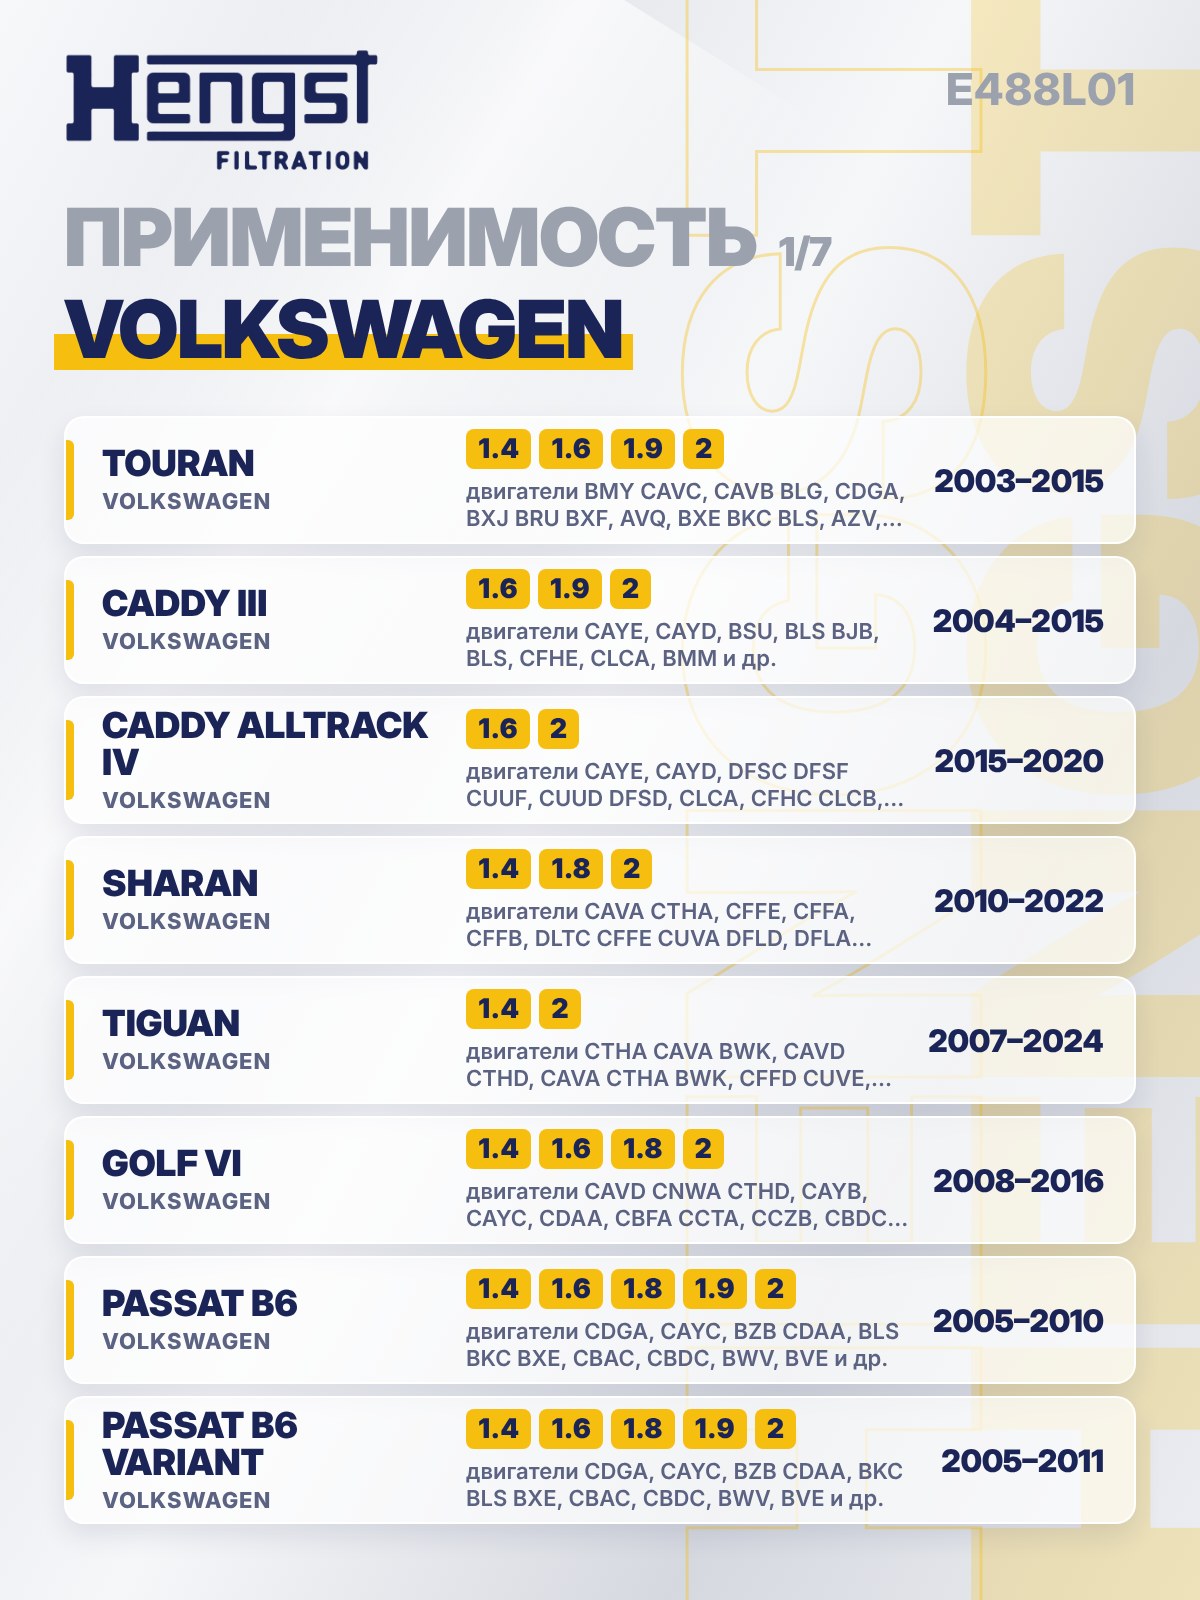 Hengst
FILTRATION
E488L01
ПРИМЕНИМОСТЬ 1/7
VOLKSWAGEN
TOURAN
VOLKSWAGEN
1.4 1.6 1.9 2
двигатели BMY CAVC, CAVB BLG, CDGA,
BXJ BRU BXF, AVQ, BXE BKC BLS, AZV,...
2003–2015
CADDY III
VOLKSWAGEN
1.6 1.9 2
двигатели CAYE, CAYD, BSU, BLS BJB,
BLS, CFHE, CLCA, BMM и др.
2004–2015
CADDY ALLTRACK
IV
VOLKSWAGEN
1.6 2
двигатели CAYE, CAYD, DFSC DFSF
CUUF, CUUD DFSD, CLCA, CFHC CLCB,...
2015–2020
SHARAN
VOLKSWAGEN
1.4 1.8 2
двигатели CAVA CTHA, CFFE, CFFA,
CFFB, DLTC CFFE CUVA DFLD, DFLA...
2010–2022
TIGUAN
VOLKSWAGEN
1.4 2
двигатели CTHA CAVA BWK, CAVD
CTHD, CAVA CTHA BWK, CFFD CUVE,...
2007–2024
GOLF VI
VOLKSWAGEN
1.4 1.6 1.8 2
двигатели CAVD CNWA CTHD, CAYB,
CAYC, CDAA, CBFA CCTA, CCZB, CBDC...
2008–2016
PASSAT B6
VOLKSWAGEN
1.4 1.6 1.8 1.9 2
двигатели CDGA, CAYC, BZB CDAA, BLS
BKC BXE, CBAC, CBDC, BWV, BVE и др.
2005–2010
PASSAT B6
VARIANT
VOLKSWAGEN
1.4 1.6 1.8 1.9 2
двигатели CDGA, CAYC, BZB CDAA, BKC
BLS BXE, CBAC, CBDC, BWV, BVE и др.
2005–2011
HENGST
HENGST